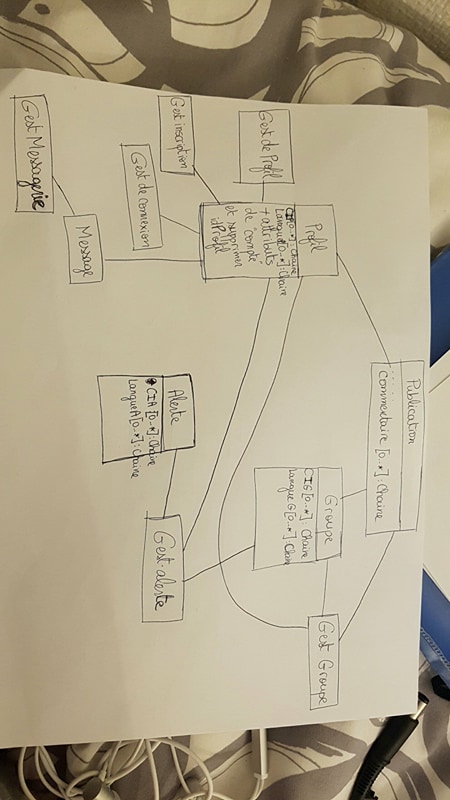 Publication
.....
Commentaire [0..*] : Chaine
Profil
CIP[0..*] : Chaine
Langue[0..*] : Chaine
+ attributs
de "compte"
et supprimer
idProfil
Groupe
CIG[0..*] : Chaine
Langue G[0..*] : Chaine
Gest Groupe
Gest de Profil
Gest inscription
Gest de connexion
Alerte
CIA [0..*] : Chaine
LangueA[0..*] : Chaine
Gest-alerte
Message
Gest Messagerie